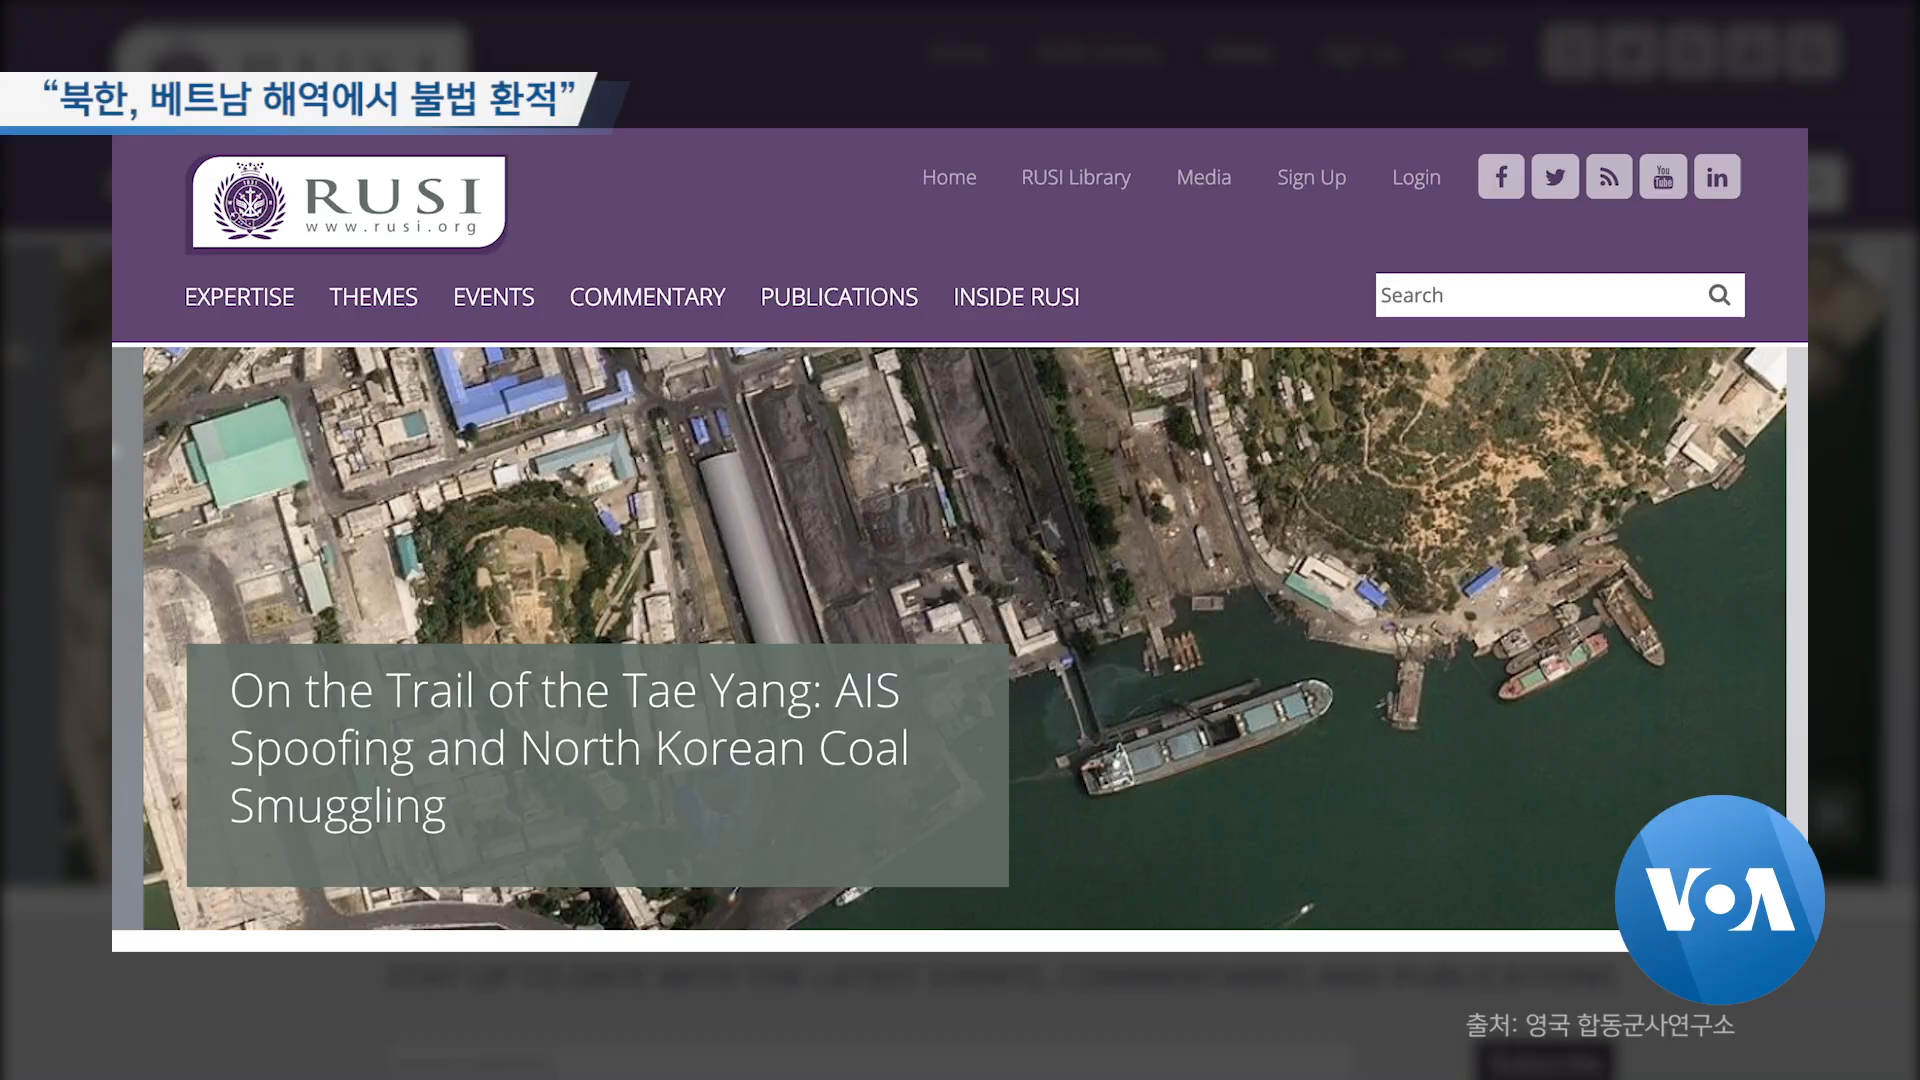 “북한, 베트남 해역에서 불법 환적”
RUSI
www.rusi.org
Home RUSI Library Media Sign Up Login
You Tube
EXPERTISE THEMES EVENTS COMMENTARY PUBLICATIONS INSIDE RUSI
Search
On the Trail of the Tae Yang: AIS
Spoofing and North Korean Coal
Smuggling
VOA
출처: 영국 합동군사연구소